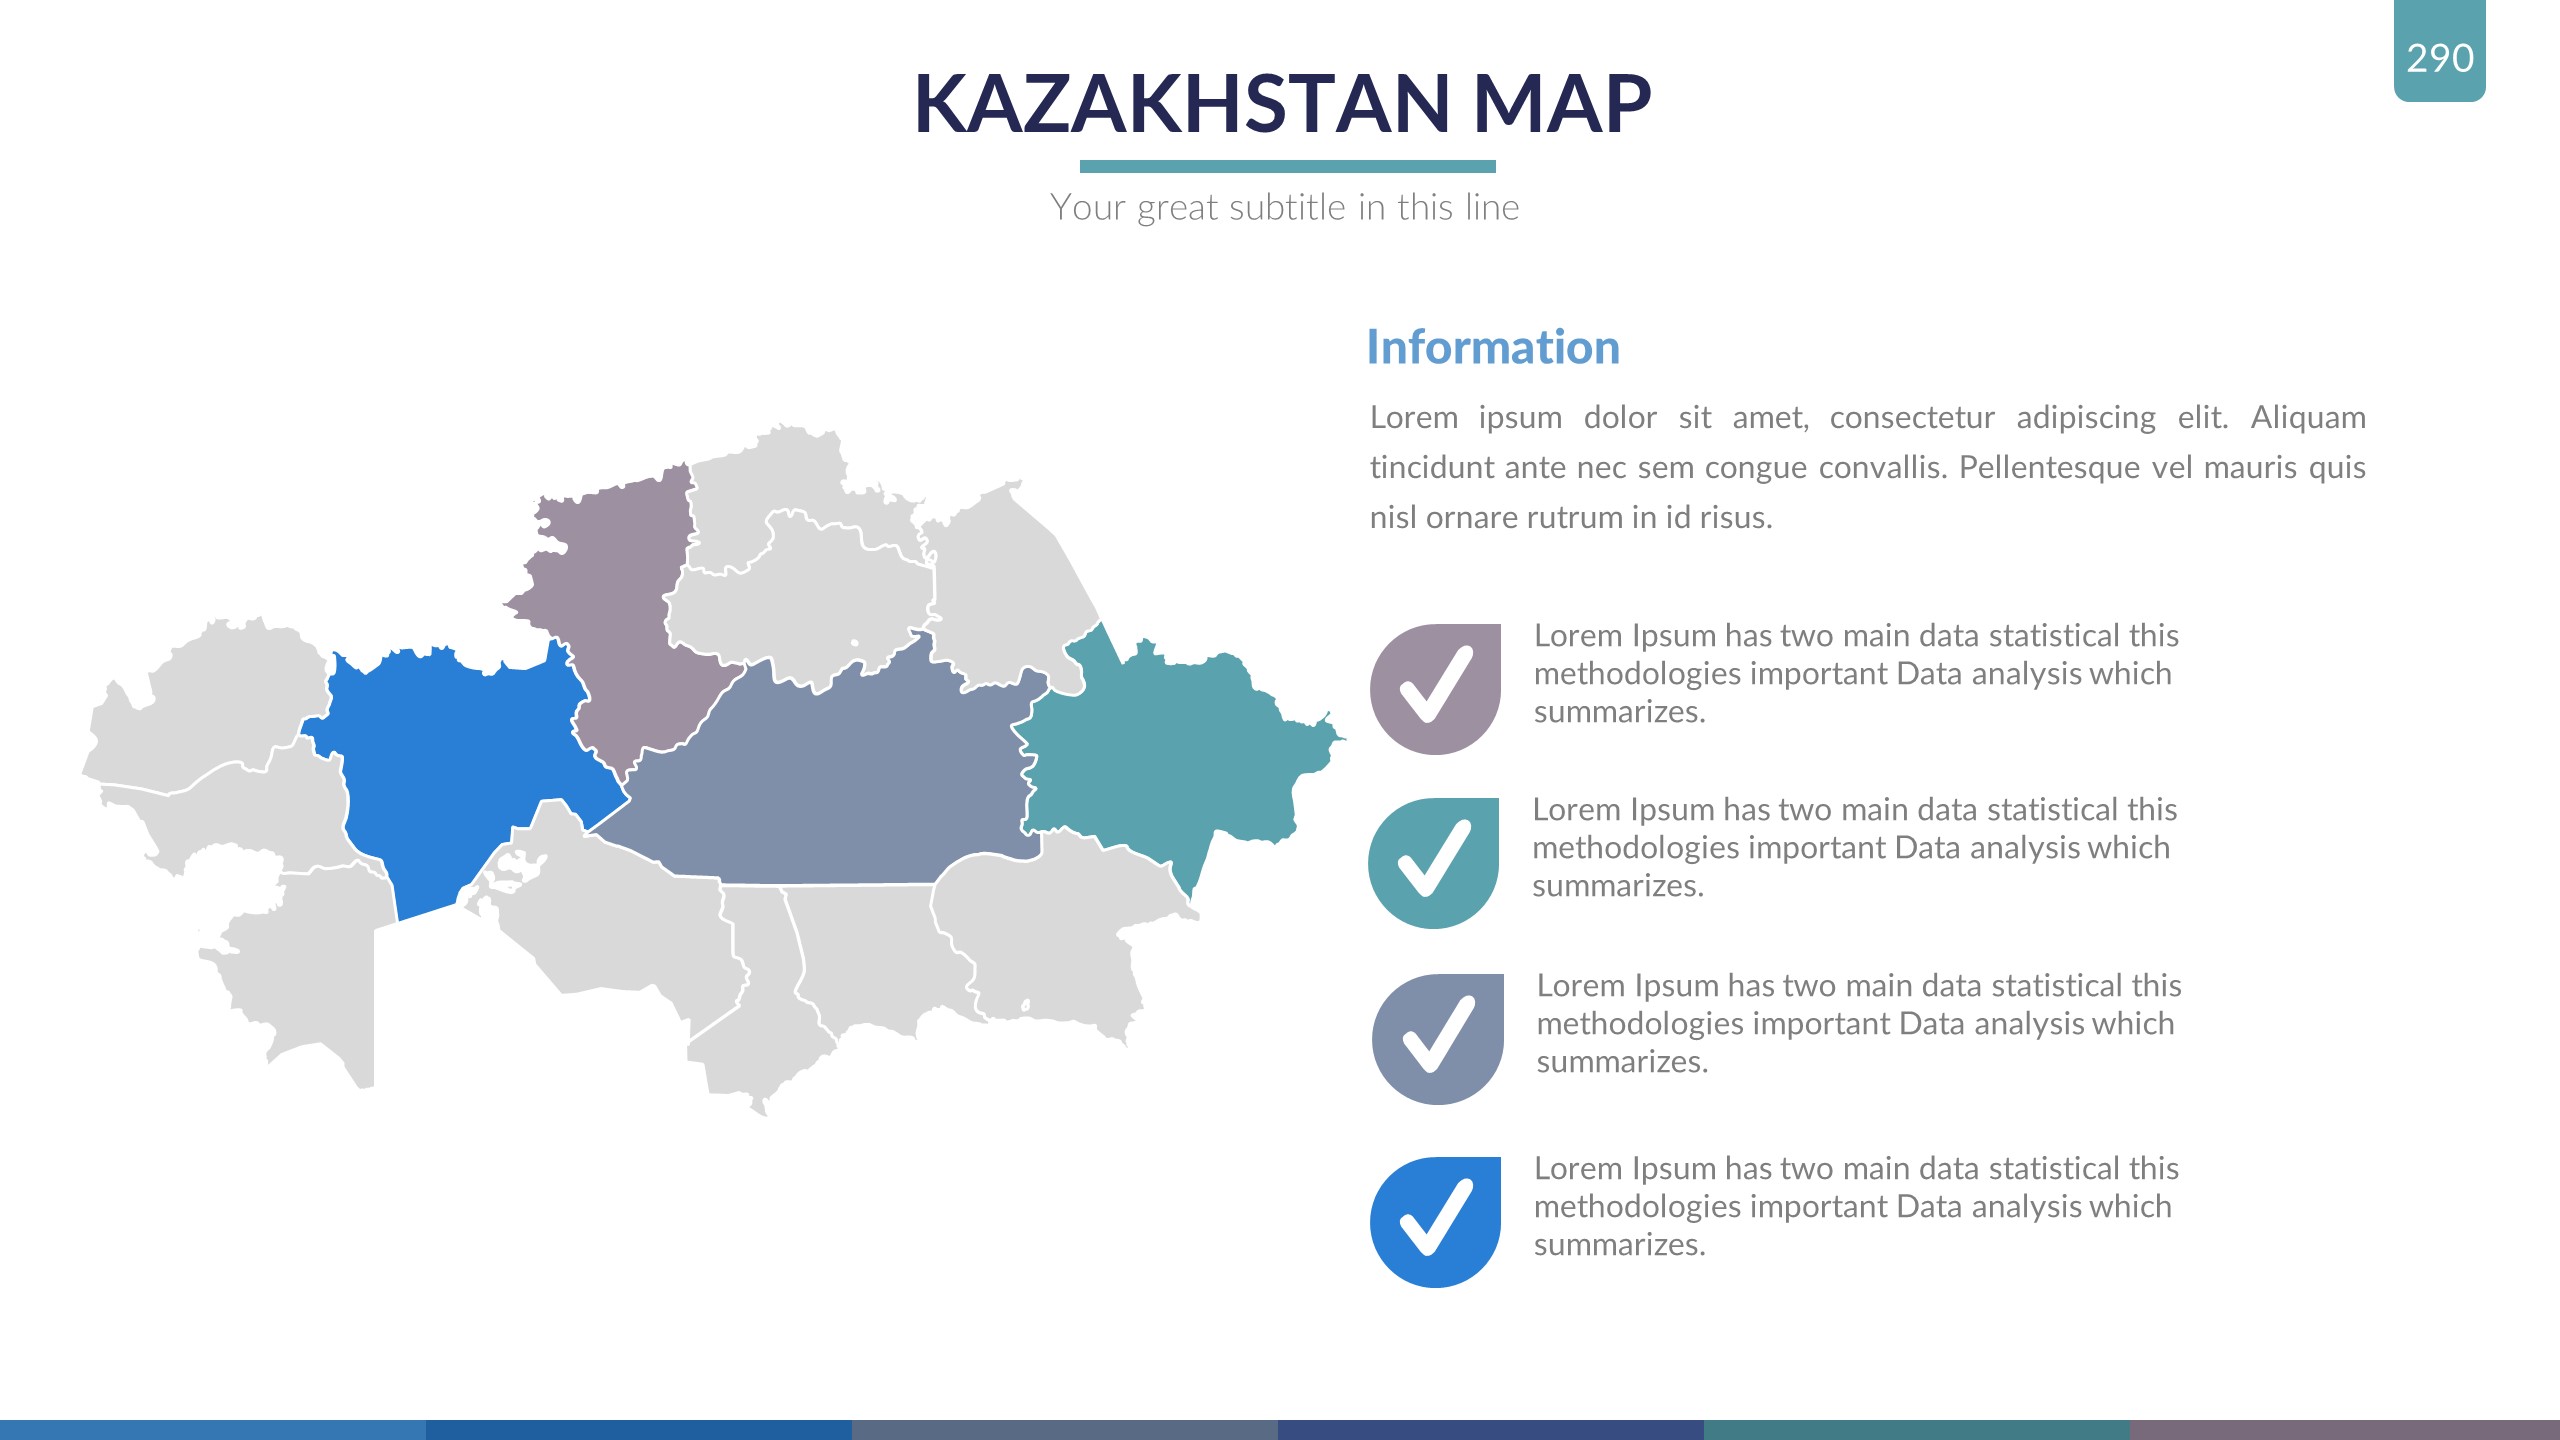 290
KAZAKHSTAN MAP
Your great subtitle in this line
Information
Lorem ipsum dolor sit amet, consectetur adipiscing elit. Aliquam
tincidunt ante nec sem congue convallis. Pellentesque vel mauris quis
nisl ornare rutrum in id risus.
Lorem Ipsum has two main data statistical this
methodologies important Data analysis which
summarizes.
Lorem Ipsum has two main data statistical this
methodologies important Data analysis which
summarizes.
Lorem Ipsum has two main data statistical this
methodologies important Data analysis which
summarizes.
Lorem Ipsum has two main data statistical this
methodologies important Data analysis which
summarizes.